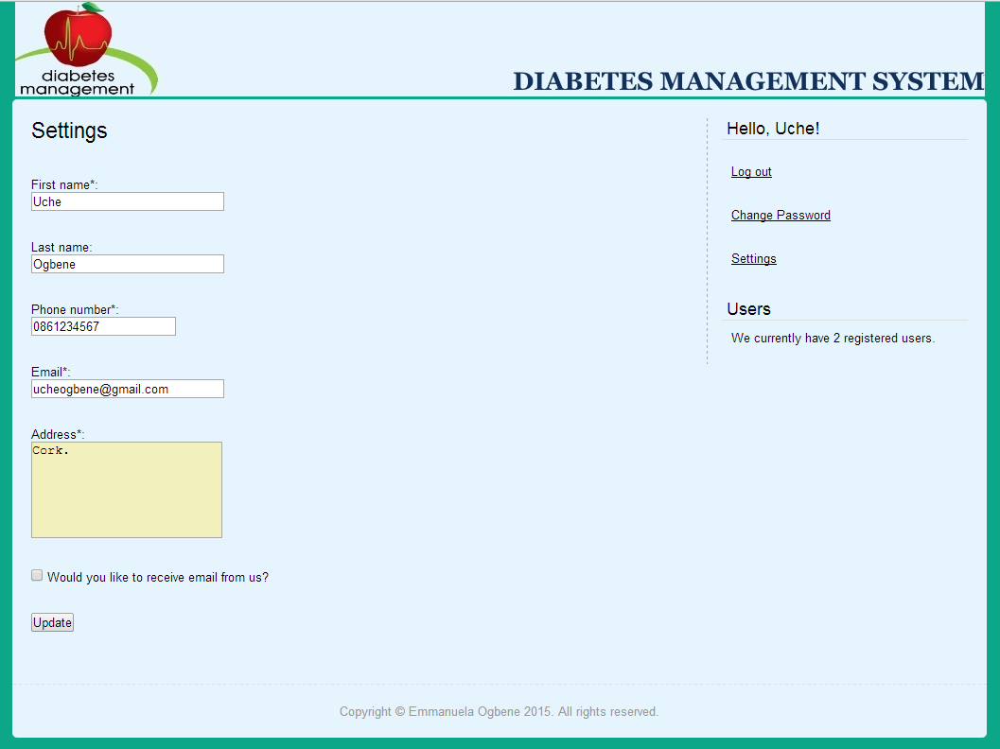 diabetes
management
DIABETES MANAGEMENT SYSTEM
Settings
First name*:
Uche
Last name:
Ogbene
Phone number*:
0861234567
Email*:
ucheogbene@gmail.com
Address*:
Cork.
Would you like to receive email from us?
Update
Hello, Uche!
Log out
Change Password
Settings
Users
We currently have 2 registered users.
Copyright © Emmanuela Ogbene 2015. All rights reserved.